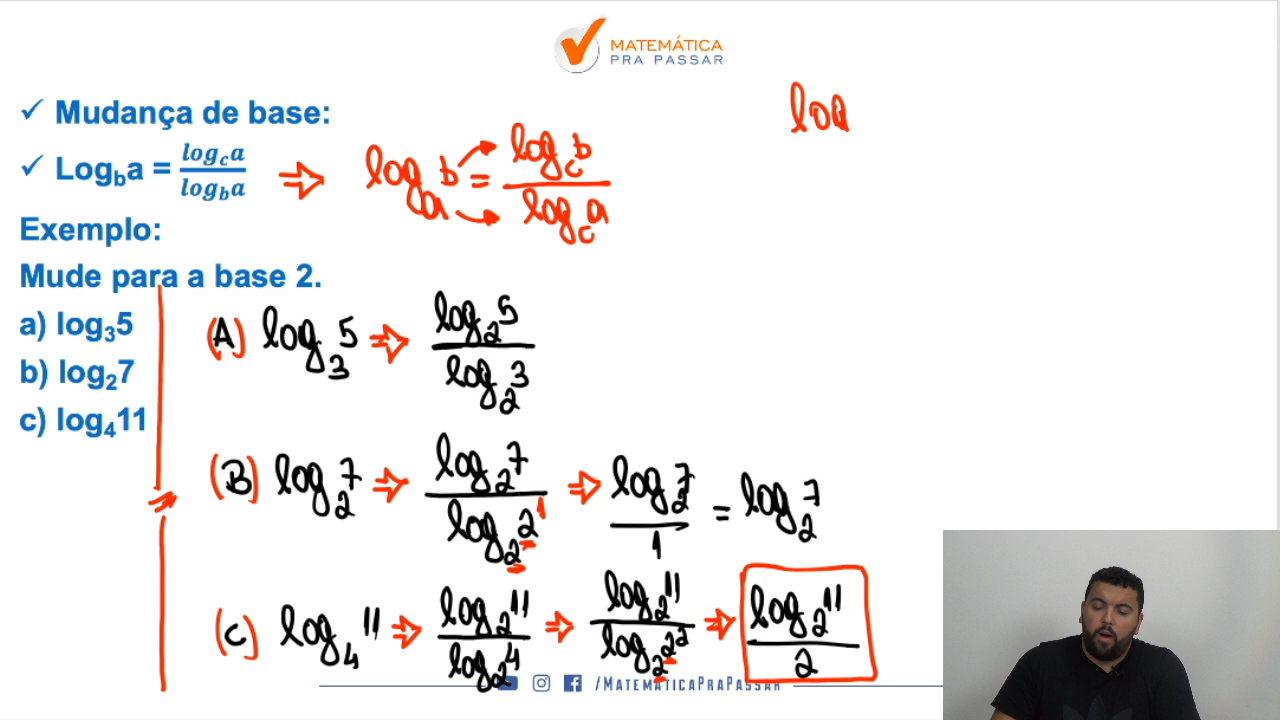 MATEMÁTICA
PRA PASSAR
✓ Mudança de base:
✓ Log_b a = log_c a / log_b a ⇒ log_a b = log_c b / log_c a
log
Exemplo:
Mude para a base 2.
a) log_3 5
b) log_2 7
c) log_4 11
(A) log_3 5 ⇒ log_2 5 / log_2 3
(B) log_2 7 ⇒ log_2 7 / log_2 2 1 ⇒ log_2 7 / 1 = log_2 7
(C) log_4 11 ⇒ log_2 11 / log_2 4 ⇒ log_2 11 / log_2 2^2 ⇒ log_2 11 / 2
/MatematicaPraPassar